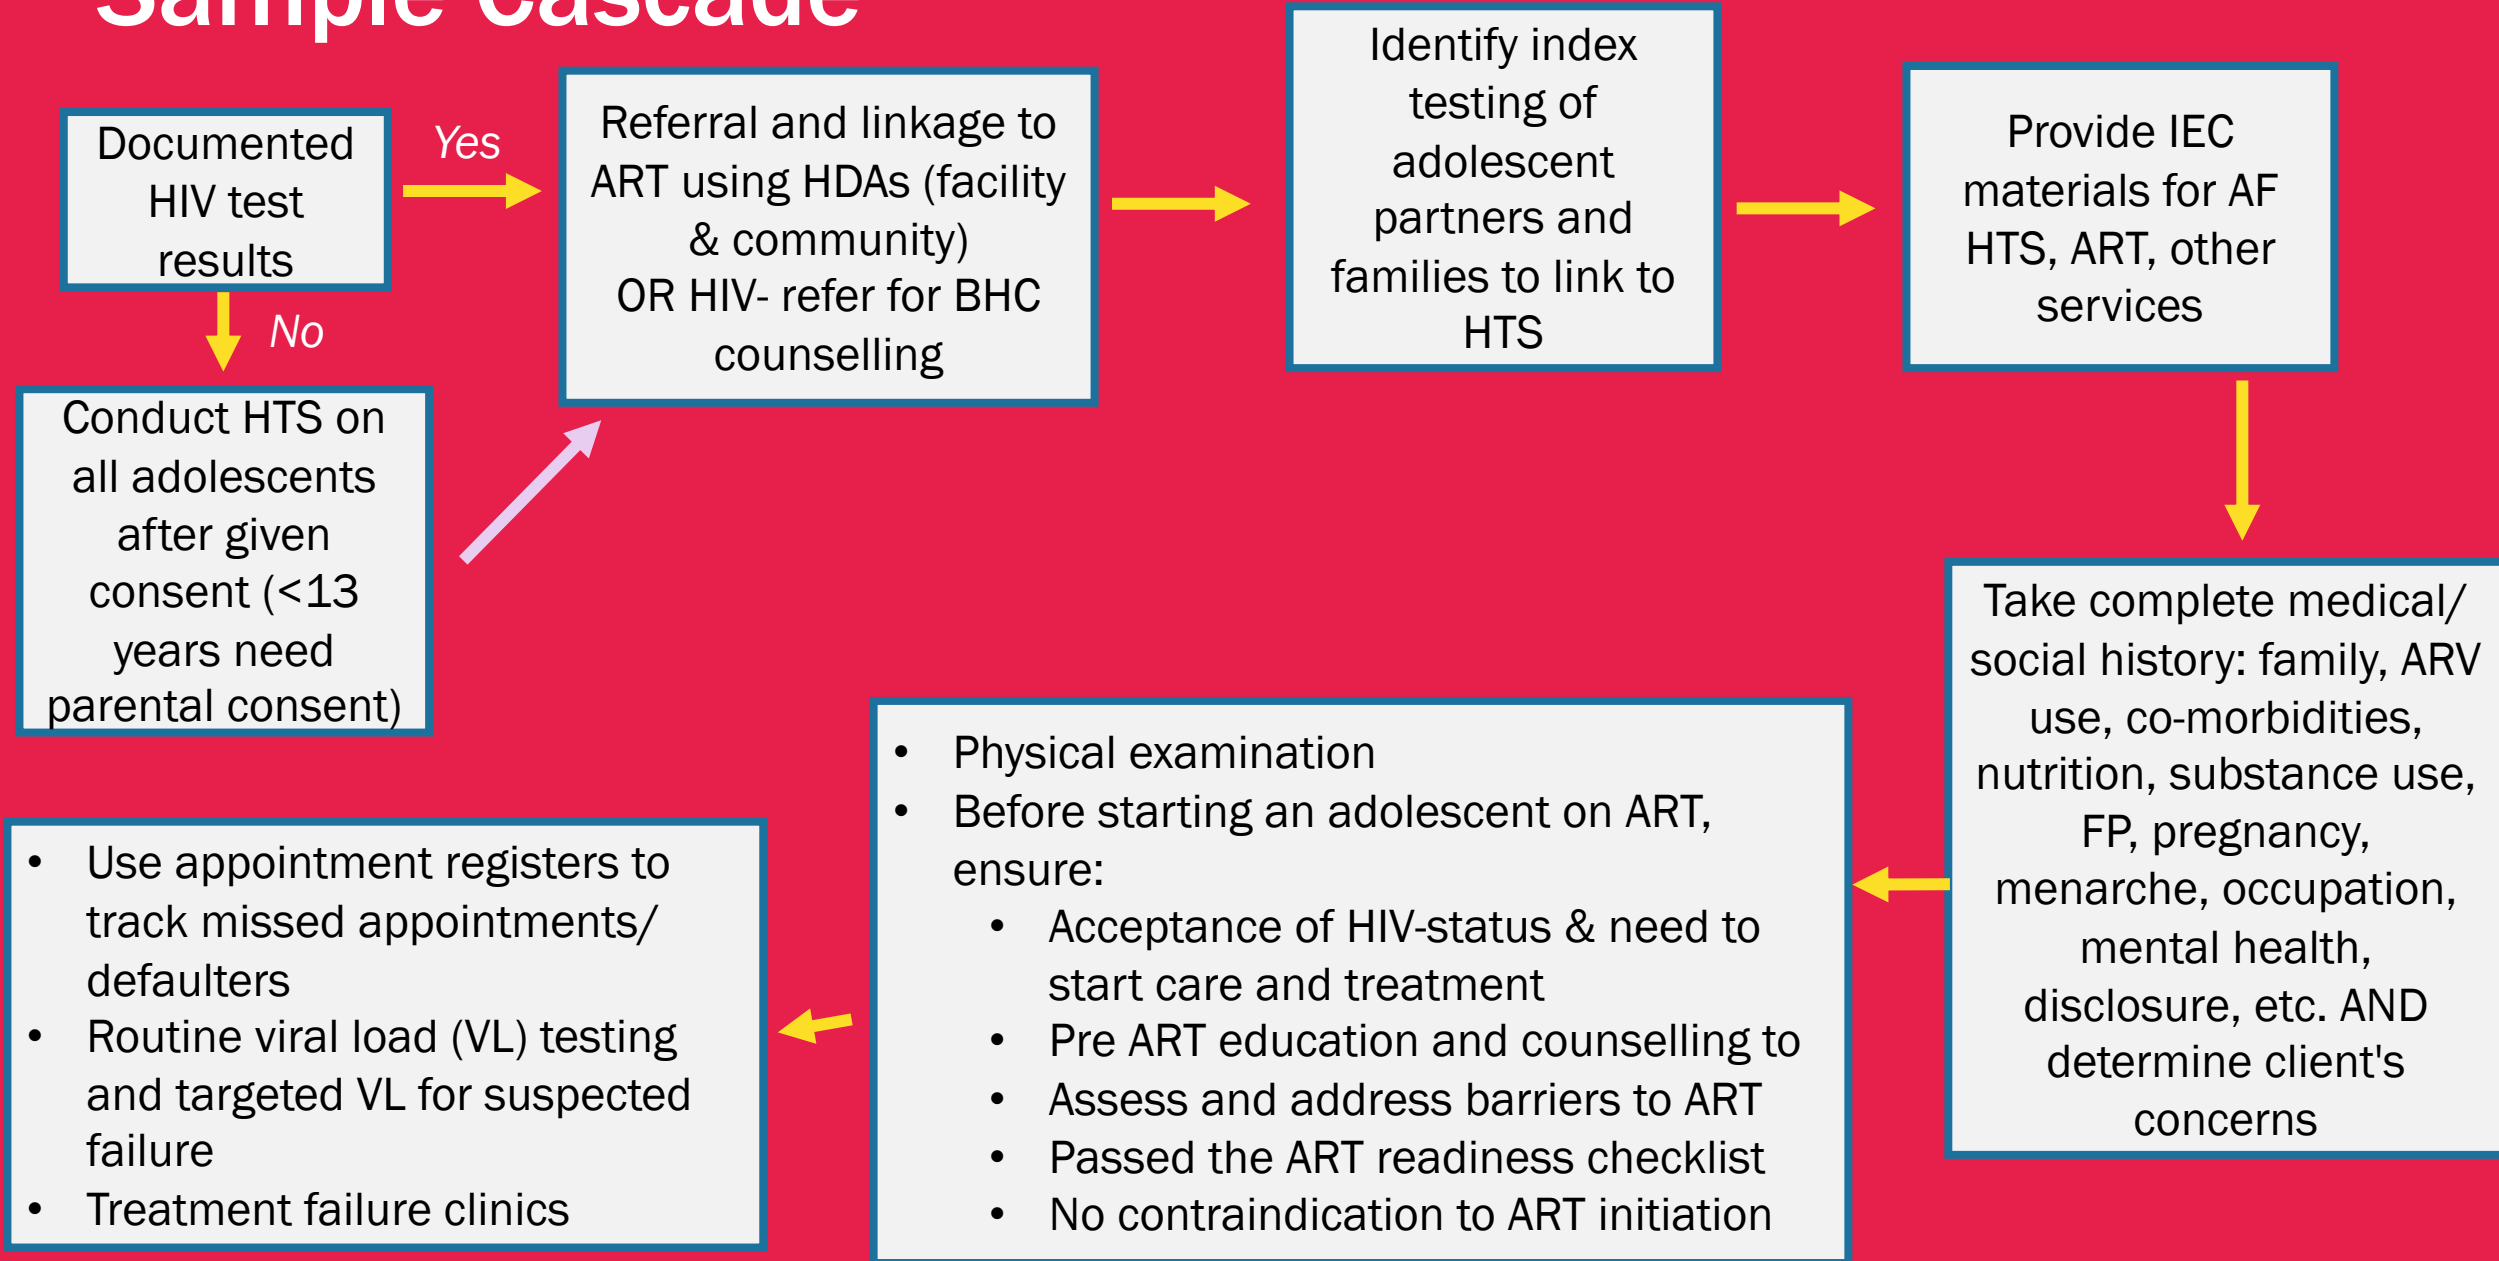 Sample Cascade
Documented
HIV test
results
Yes
No
Referral and linkage to
ART using HDAs (facility
& community)
OR HIV- refer for BHC
counselling
Identify index
testing of
adolescent
partners and
families to link to
HTS
Provide IEC
materials for AF
HTS, ART, other
services
Conduct HTS on
all adolescents
after given
consent (<13
years need
parental consent)
Take complete medical/
social history: family, ARV
use, co-morbidities,
nutrition, substance use,
FP, pregnancy,
menarche, occupation,
mental health,
disclosure, etc. AND
determine client's
concerns
• Physical examination
• Before starting an adolescent on ART,
ensure:
• Acceptance of HIV-status & need to
start care and treatment
• Pre ART education and counselling to
• Assess and address barriers to ART
• Passed the ART readiness checklist
• No contraindication to ART initiation
• Use appointment registers to
track missed appointments/
defaulters
• Routine viral load (VL) testing
and targeted VL for suspected
failure
• Treatment failure clinics